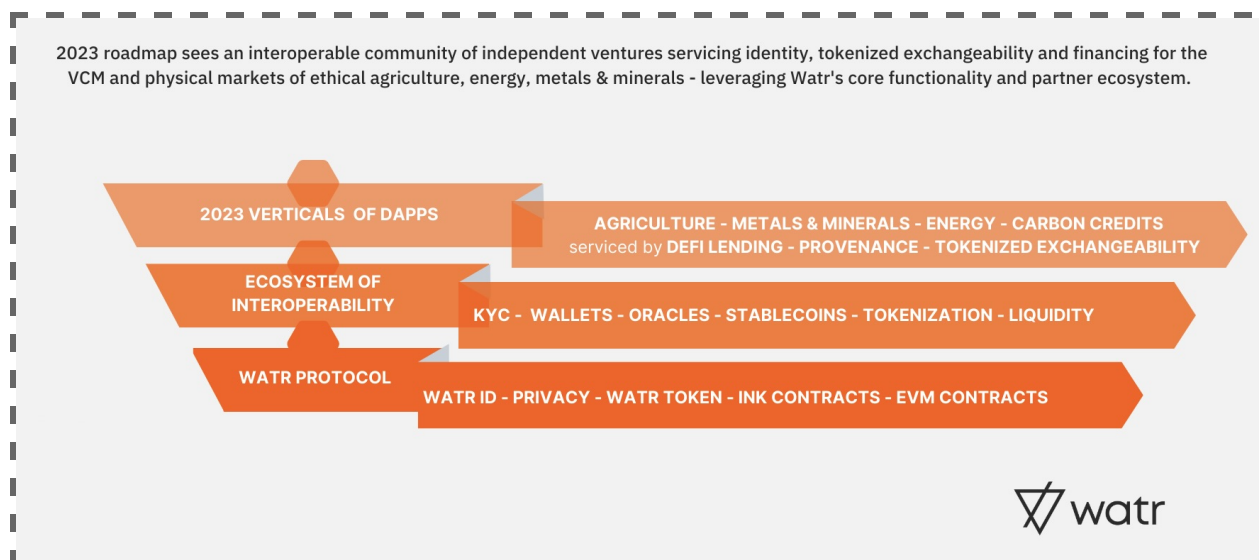 2023 roadmap sees an interoperable community of independent ventures servicing identity, tokenized exchangeability and financing for the
VCM and physical markets of ethical agriculture, energy, metals & minerals - leveraging Watr's core functionality and partner ecosystem.
2023 VERTICALS OF DAPPS
AGRICULTURE - METALS & MINERALS - ENERGY - CARBON CREDITS
serviced by DEFI LENDING - PROVENANCE - TOKENIZED EXCHANGEABILITY
ECOSYSTEM OF
INTEROPERABILITY
KYC - WALLETS - ORACLES - STABLECOINS - TOKENIZATION - LIQUIDITY
WATR PROTOCOL
WATR ID - PRIVACY - WATR TOKEN - INK CONTRACTS - EVM CONTRACTS
watr